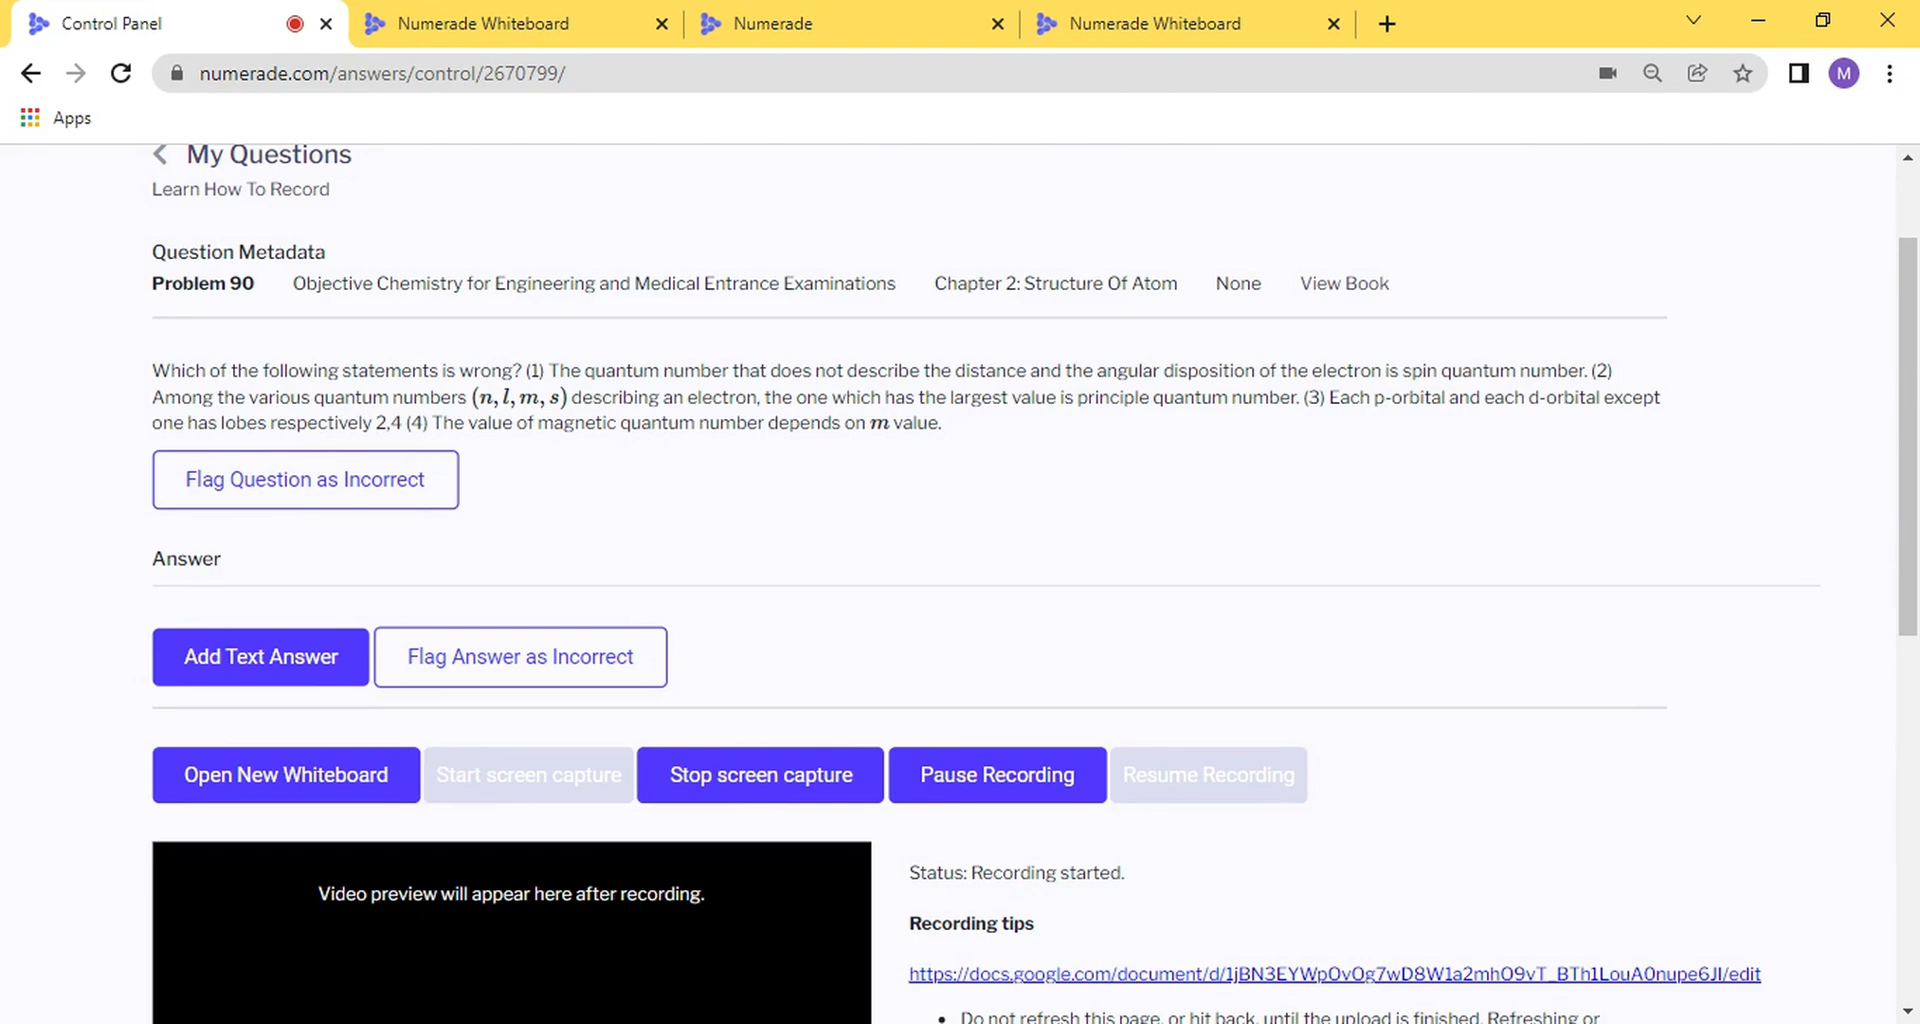 Control Panel
Numerade Whiteboard
Numerade
Numerade Whiteboard
numerade.com/answers/control/2670799/
M
Apps
My Questions
Learn How To Record
Question Metadata
Problem 90 Objective Chemistry for Engineering and Medical Entrance Examinations Chapter 2: Structure Of Atom None View Book
Which of the following statements is wrong? (1) The quantum number that does not describe the distance and the angular disposition of the electron is spin quantum number. (2)
Among the various quantum numbers (n, l, m, s) describing an electron, the one which has the largest value is principle quantum number. (3) Each p-orbital and each d-orbital except
one has lobes respectively 2,4 (4) The value of magnetic quantum number depends on m value.
Flag Question as Incorrect
Answer
Add Text Answer Flag Answer as Incorrect
Open New Whiteboard Start screen capture Stop screen capture Pause Recording Resume Recording
Video preview will appear here after recording.
Status: Recording started.
Recording tips
https://docs.google.com/document/d/1jBN3EYWpOvOg7wD8W1a2mhO9vT_BTh1LouA0nupe6JI/edit
• Do not refresh this page, or hit back, until the upload is finished. Refreshing or